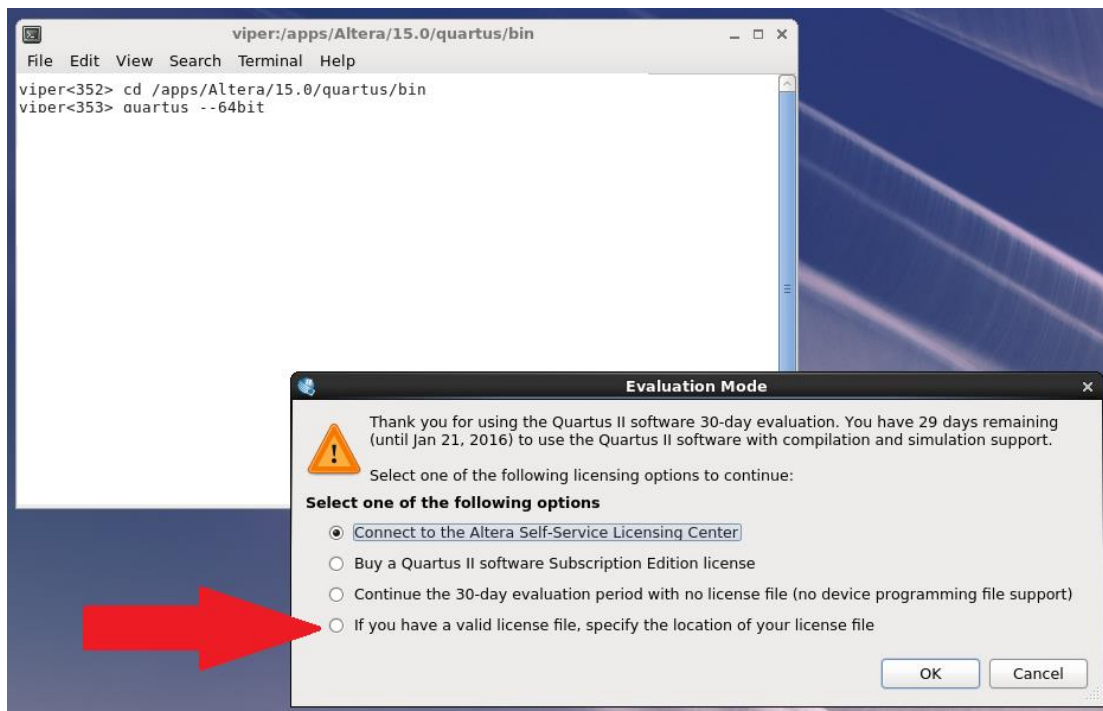 viper:/apps/Altera/15.0/quartus/bin
File Edit View Search Terminal Help
viper<352> cd /apps/Altera/15.0/quartus/bin
viper<353> quartus --64bit
Evaluation Mode
Thank you for using the Quartus II software 30-day evaluation. You have 29 days remaining
(until Jan 21, 2016) to use the Quartus II software with compilation and simulation support.
Select one of the following licensing options to continue:
Select one of the following options
Connect to the Altera Self-Service Licensing Center
Buy a Quartus II software Subscription Edition license
Continue the 30-day evaluation period with no license file (no device programming file support)
If you have a valid license file, specify the location of your license file
OK Cancel